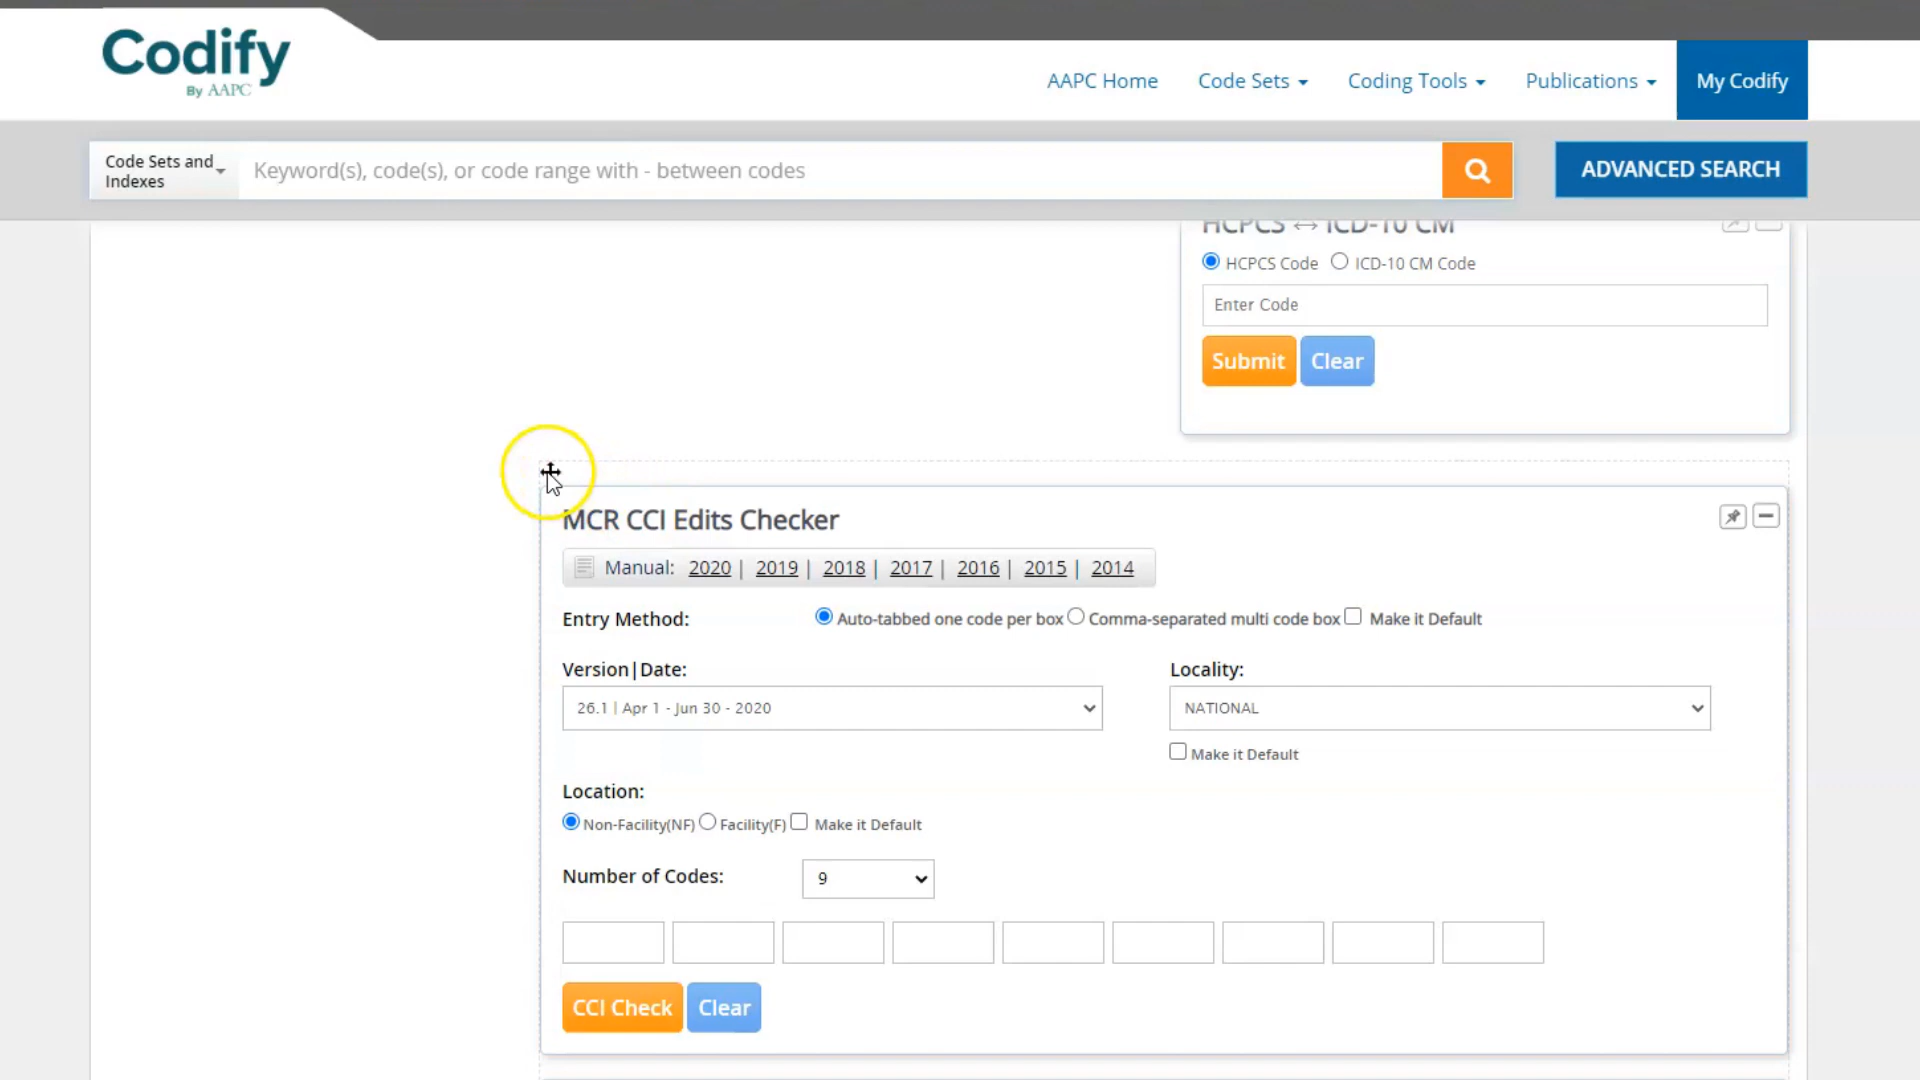 Codify
By AAPC
AAPC Home Code Sets Coding Tools Publications My Codify
Code Sets and Indexes
Keyword(s), code(s), or code range with - between codes
ADVANCED SEARCH
HCPCS ↔ ICD-10 CM
HCPCS Code ICD-10 CM Code
Enter Code
Submit Clear
MCR CCI Edits Checker
Manual: 2020 | 2019 | 2018 | 2017 | 2016 | 2015 | 2014
Entry Method: Auto-tabbed one code per box Comma-separated multi code box Make it Default
Version|Date: Locality:
26.1 | Apr 1 - Jun 30 - 2020 NATIONAL
Make it Default
Location:
Non-Facility(NF) Facility(F) Make it Default
Number of Codes: 9
CCI Check Clear